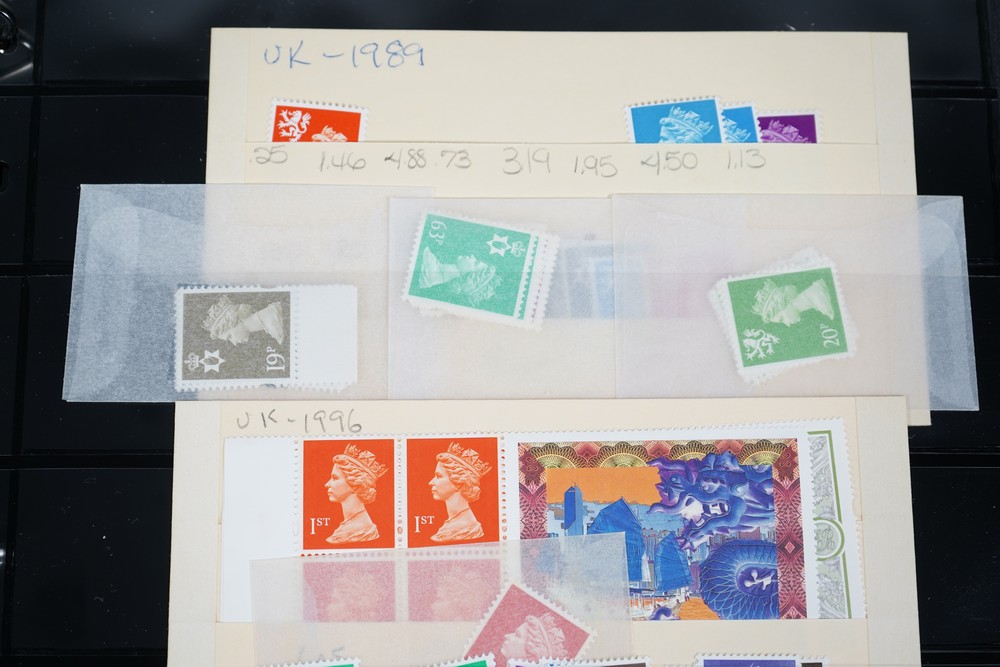 UK - 1989
.25 1.46 4.88 .73 3.19 1.95 4.50 1.13
19P
63P
20P
UK - 1996
1ST 1ST